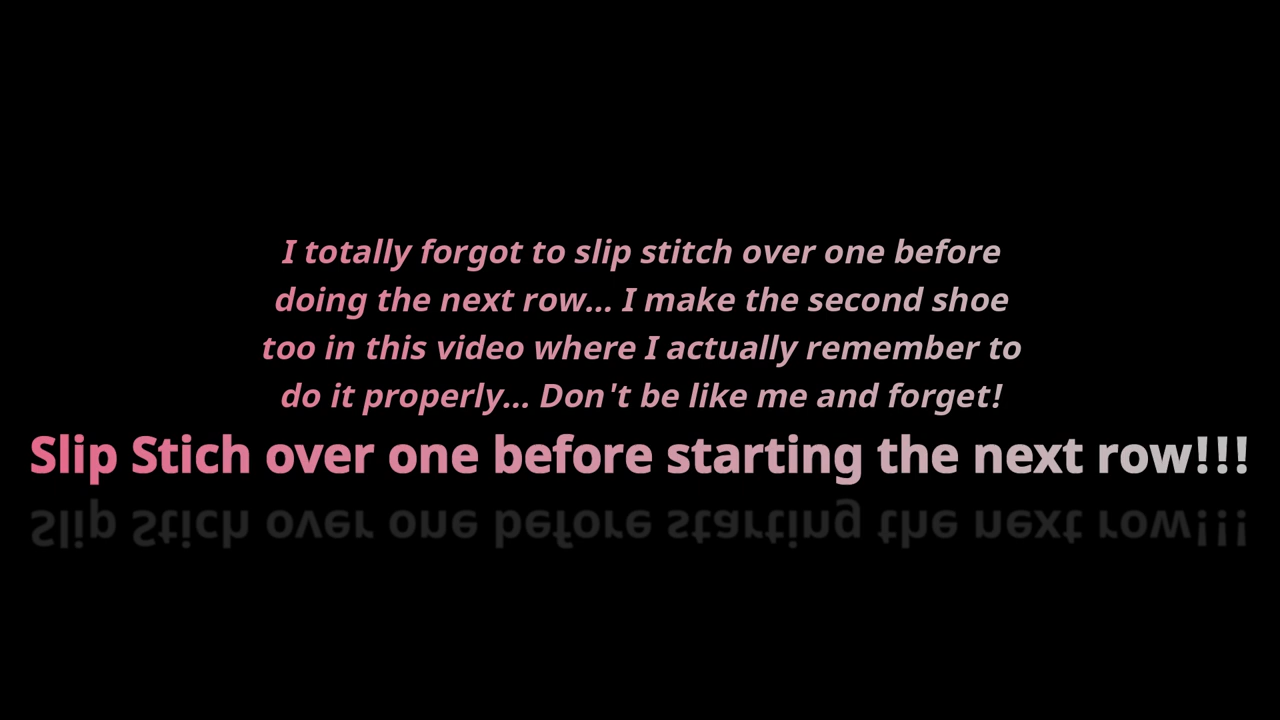 I totally forgot to slip stitch over one before
doing the next row... I make the second shoe
too in this video where I actually remember to
do it properly... Don't be like me and forget!
Slip Stich over one before starting the next row!!!